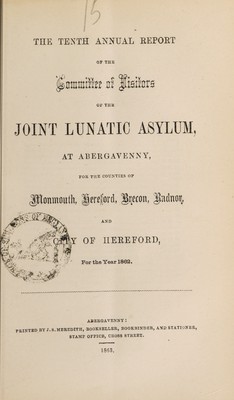 15
THE TENTH ANNUAL REPORT
OF THE
Committee of Visitors
OF THE
JOINT LUNATIC ASYLUM,
AT ABERGAVENNY,
FOR THE COUNTIES OF
Monmouth, Hereford, Brecon, Radnor,
AND
CITY OF HEREFORD,
For the Year 1862.
ABERGAVENNY:
PRINTED BY J. S. MEREDITH, BOOKSELLER, BOOKBINDER, AND STATIONER,
STAMP OFFICE, CROSS STREET.
1863.